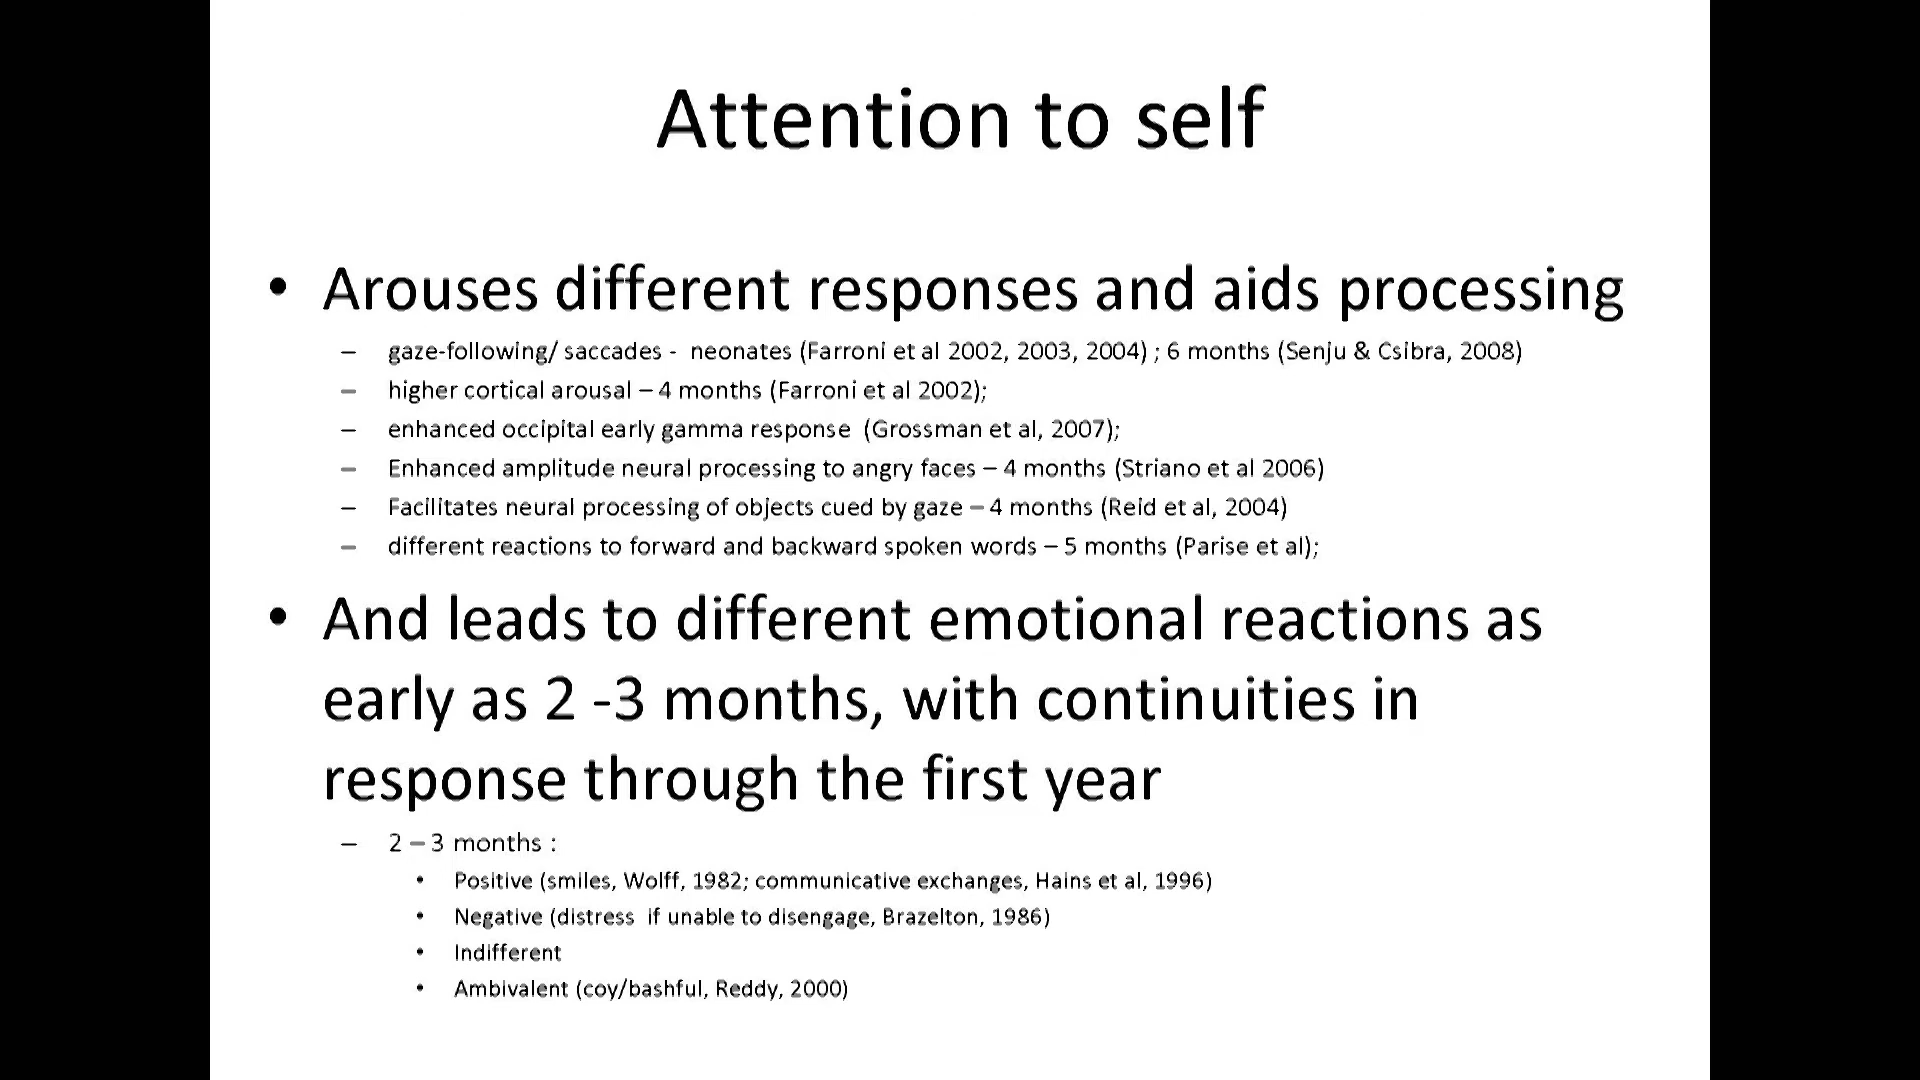 Attention to self
• Arouses different responses and aids processing
– gaze-following/ saccades - neonates (Farroni et al 2002, 2003, 2004) ; 6 months (Senju & Csibra, 2008)
– higher cortical arousal – 4 months (Farroni et al 2002);
– enhanced occipital early gamma response (Grossman et al, 2007);
– Enhanced amplitude neural processing to angry faces – 4 months (Striano et al 2006)
– Facilitates neural processing of objects cued by gaze – 4 months (Reid et al, 2004)
– different reactions to forward and backward spoken words – 5 months (Parise et al);
• And leads to different emotional reactions as
early as 2 -3 months, with continuities in
response through the first year
– 2 – 3 months :
• Positive (smiles, Wolff, 1982; communicative exchanges, Hains et al, 1996)
• Negative (distress if unable to disengage, Brazelton, 1986)
• Indifferent
• Ambivalent (coy/bashful, Reddy, 2000)